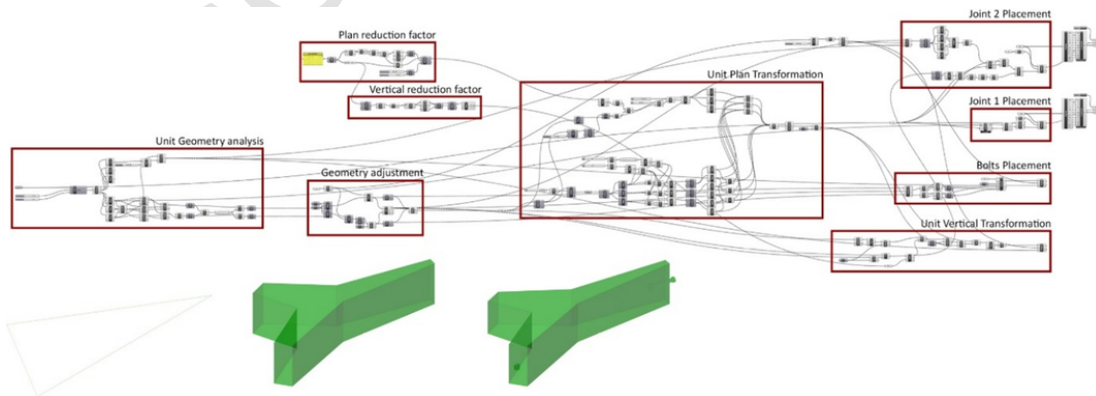 Joint 2 Placement
Plan reduction factor
Unit Plan Transformation
Vertical reduction factor
Joint 1 Placement
Unit Geometry analysis
Geometry adjustment
Bolts Placement
Unit Vertical Transformation